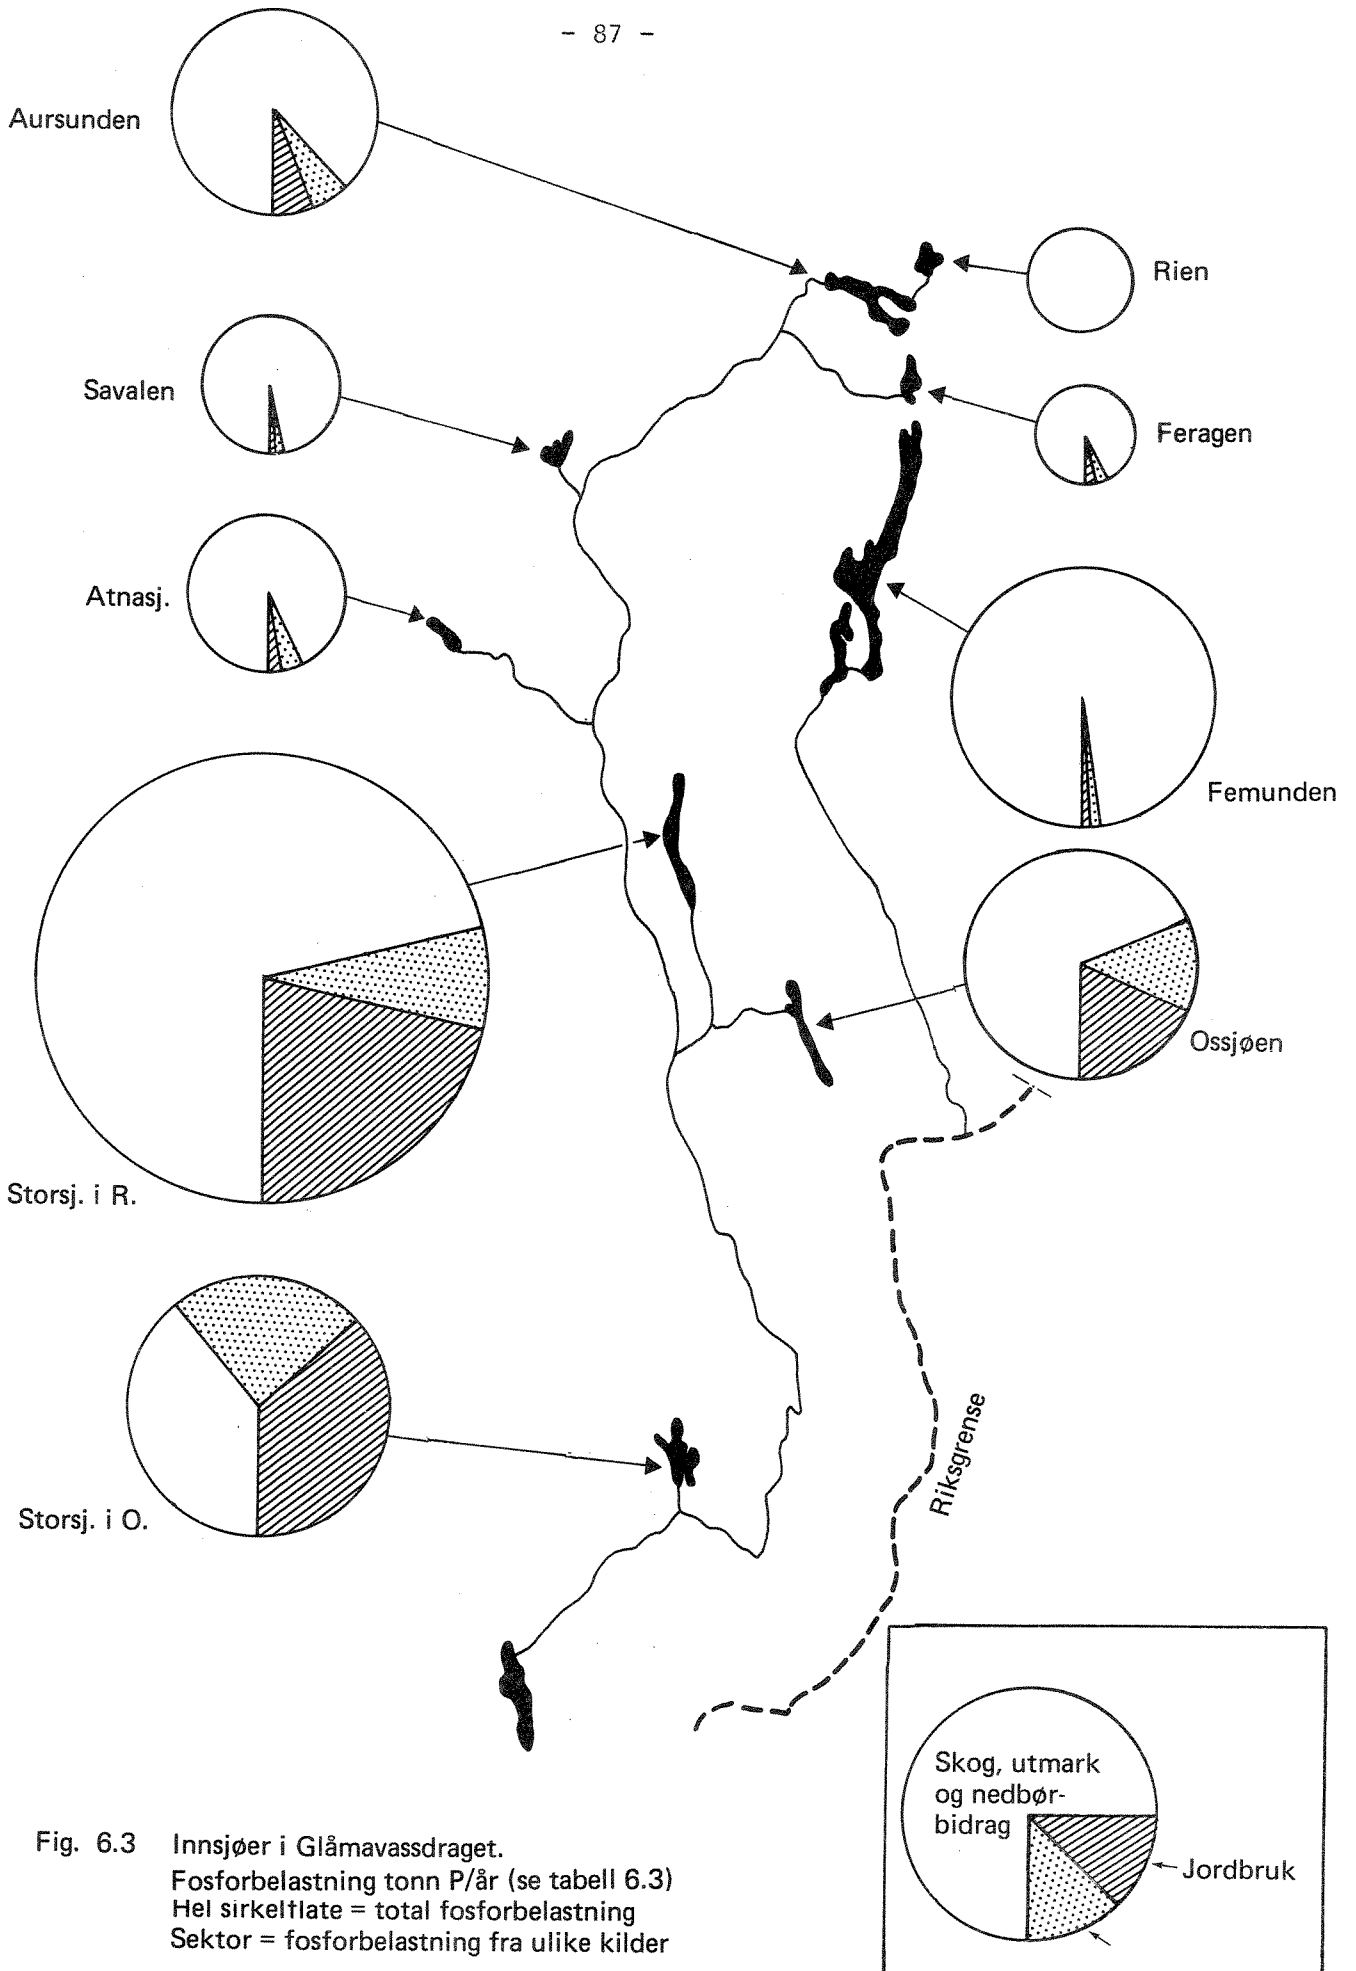 - 87 -
Aursunden
Rien
Savalen
Feragen
Atnasj.
Femunden
Ossjøen
Storsj. i R.
Riksgrense
Storsj. i O.
Skog, utmark
og nedbør-
bidrag
Jordbruk
Fig. 6.3 Innsjøer i Glåmavassdraget.
Fosforbelastning tonn P/år (se tabell 6.3)
Hel sirkelflate = total fosforbelastning
Sektor = fosforbelastning fra ulike kilder